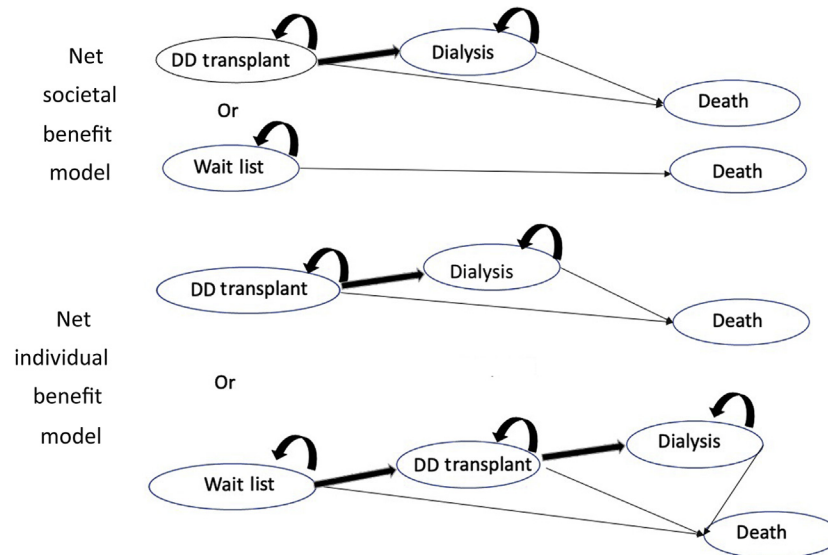 Net
societal
benefit
model
DD transplant
Dialysis
Death
Or
Wait list
Death
Net
individual
benefit
model
DD transplant
Dialysis
Death
Or
Wait list
DD transplant
Dialysis
Death